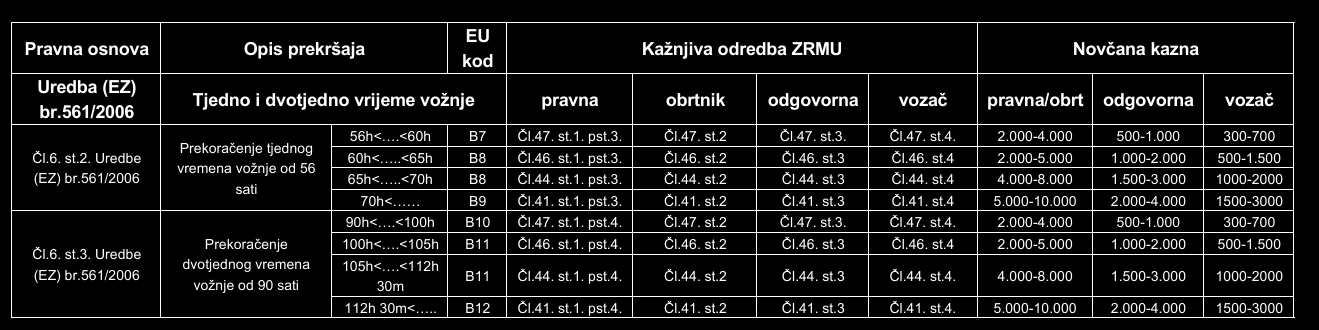 Pravna osnova Opis prekršaja EU kod Kažnjiva odredba ZRMU Novčana kazna
Uredba (EZ) br.561/2006 Tjedno i dvotjedno vrijeme vožnje pravna obrtnik odgovorna vozač pravna/obrt odgovorna vozač
Čl.6. st.2. Uredbe (EZ) br.561/2006 Prekoračenje tjednog vremena vožnje od 56 sati
56h<....<60h B7 Čl.47. st.1. pst.3. Čl.47. st.2 Čl.47. st.3. Čl.47. st.4. 2.000-4.000 500-1.000 300-700
60h<.....<65h B8 Čl.46. st.1. pst.3. Čl.46. st.2 Čl.46. st.3 Čl.46. st.4 2.000-5.000 1.000-2.000 500-1.500
65h<.....<70h B8 Čl.44. st.1. pst.3. Čl.44. st.2 Čl.44. st.3 Čl.44. st.4 4.000-8.000 1.500-3.000 1000-2000
70h<...... B9 Čl.41. st.1. pst.3. Čl.41. st.2 Čl.41. st.3 Čl.41. st.4 5.000-10.000 2.000-4.000 1500-3000
Čl.6. st.3. Uredbe (EZ) br.561/2006 Prekoračenje dvotjednog vremena vožnje od 90 sati
90h<....<100h B10 Čl.47. st.1. pst.4. Čl.47. st.2 Čl.47. st.3. Čl.47. st.4. 2.000-4.000 500-1.000 300-700
100h<....<105h B11 Čl.46. st.1. pst.4. Čl.46. st.2 Čl.46. st.3 Čl.46. st.4 2.000-5.000 1.000-2.000 500-1.500
105h<....<112h 30m B11 Čl.44. st.1. pst.4. Čl.44. st.2 Čl.44. st.3 Čl.44. st.4. 4.000-8.000 1.500-3.000 1000-2000
112h 30m<..... B12 Čl.41. st.1. pst.4. Čl.41. st.2 Čl.41. st.3 Čl.41. st.4. 5.000-10.000 2.000-4.000 1500-3000